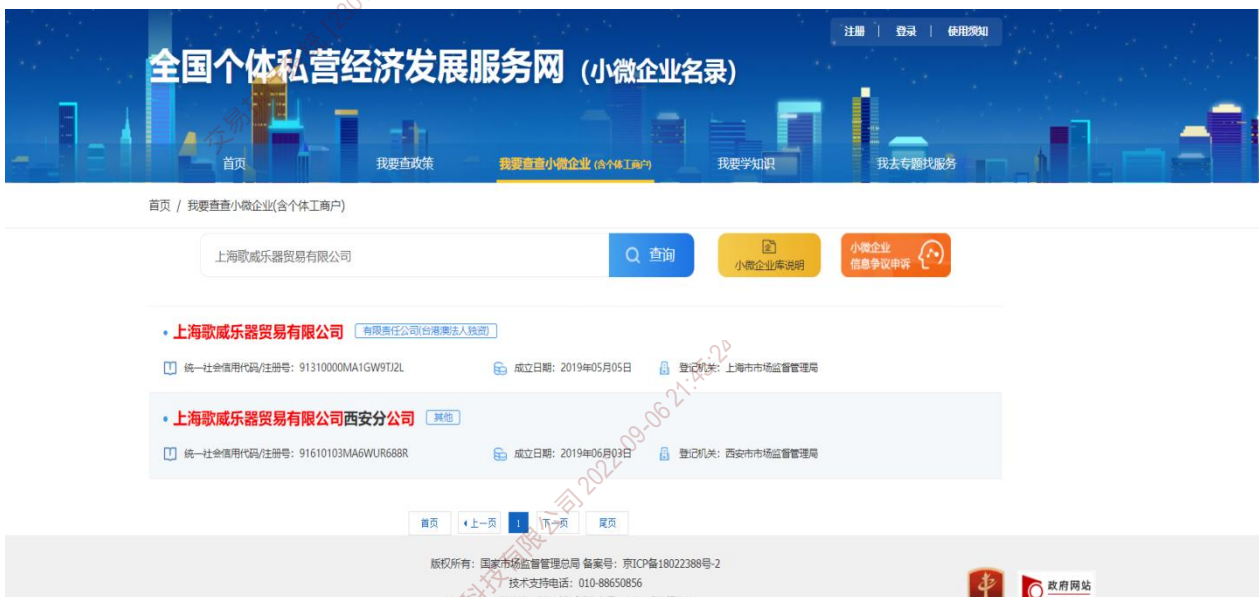 注册 | 登录 | 使用须知
全国个体私营经济发展服务网 (小微企业名录)
首页 我要查政策 我要查查小微企业 (含个体工商户) 我要学知识 我去专题找服务
首页 / 我要查查小微企业(含个体工商户)
上海歌威乐器贸易有限公司 查询 小微企业库说明 小微企业
信息争议申诉
• 上海歌威乐器贸易有限公司 有限责任公司(台港澳法人独资)
统一社会信用代码/注册号: 91310000MA1GW9TJ2L 成立日期: 2019年05月05日 登记机关: 上海市市场监督管理局
• 上海歌威乐器贸易有限公司西安分公司 其他
统一社会信用代码/注册号: 91610103MA6WUR688R 成立日期: 2019年06月03日 登记机关: 西安市市场监督管理局
首页 上一页 1 下一页 尾页
版权所有: 国家市场监督管理总局 备案号: 京ICP备18022388号-2
技术支持电话: 010-88650856
政府网站
科技有限公司 2022-09-06 21:45:24